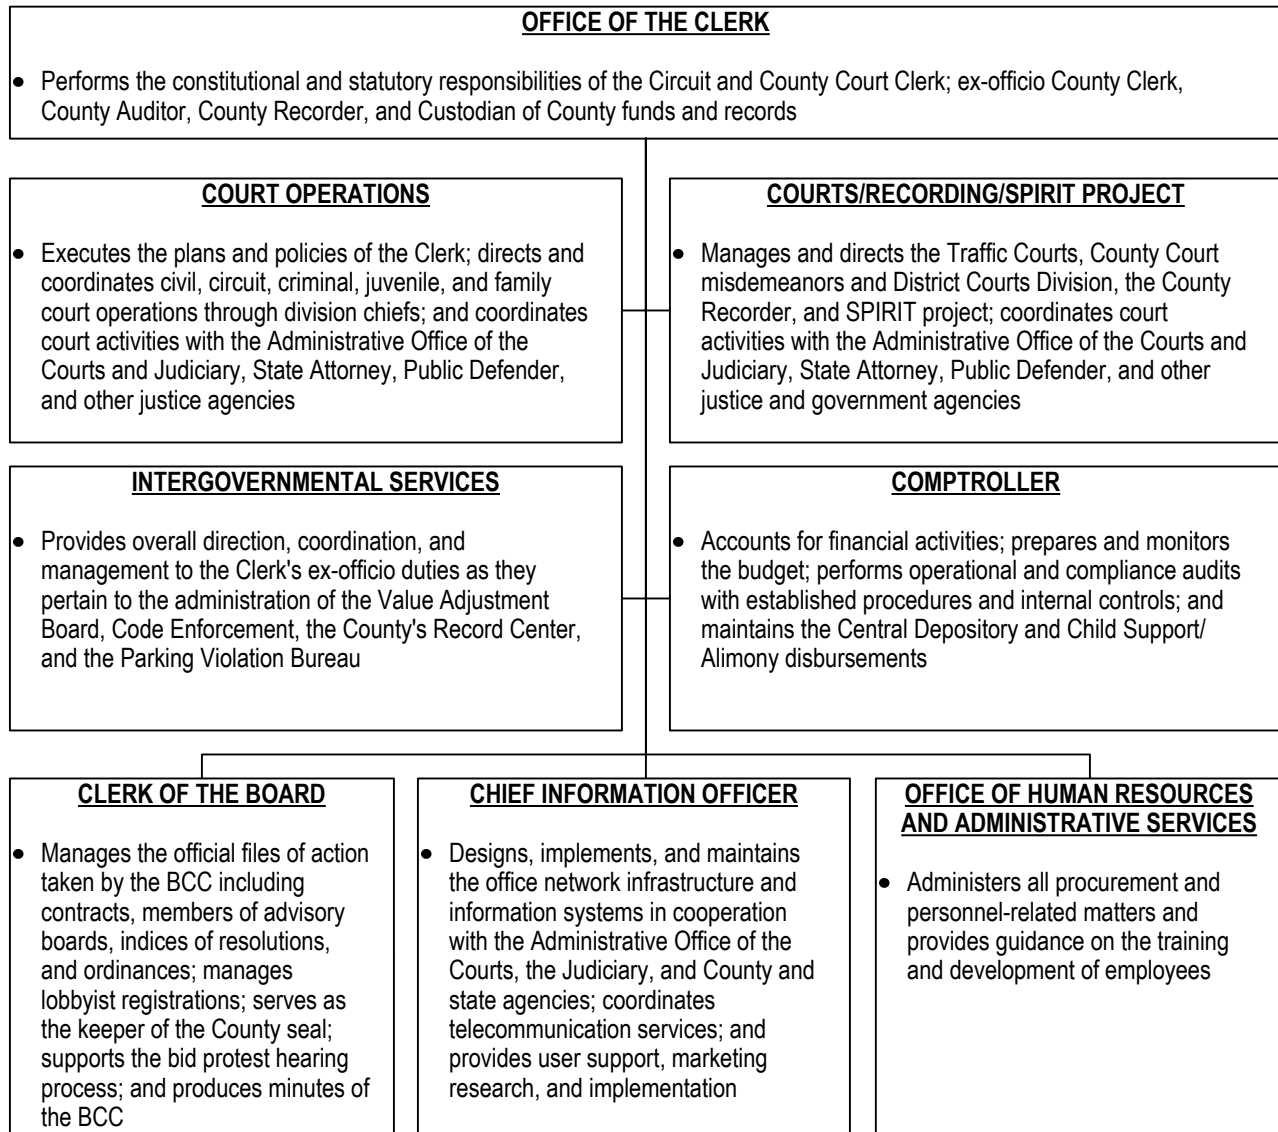 OFFICE OF THE CLERK
• Performs the constitutional and statutory responsibilities of the Circuit and County Court Clerk; ex-officio County Clerk,
County Auditor, County Recorder, and Custodian of County funds and records
COURT OPERATIONS
• Executes the plans and policies of the Clerk; directs and
coordinates civil, circuit, criminal, juvenile, and family
court operations through division chiefs; and coordinates
court activities with the Administrative Office of the
Courts and Judiciary, State Attorney, Public Defender,
and other justice agencies
COURTS/RECORDING/SPIRIT PROJECT
• Manages and directs the Traffic Courts, County Court
misdemeanors and District Courts Division, the County
Recorder, and SPIRIT project; coordinates court
activities with the Administrative Office of the Courts and
Judiciary, State Attorney, Public Defender, and other
justice and government agencies
INTERGOVERNMENTAL SERVICES
• Provides overall direction, coordination, and
management to the Clerk's ex-officio duties as they
pertain to the administration of the Value Adjustment
Board, Code Enforcement, the County's Record Center,
and the Parking Violation Bureau
COMPTROLLER
• Accounts for financial activities; prepares and monitors
the budget; performs operational and compliance audits
with established procedures and internal controls; and
maintains the Central Depository and Child Support/
Alimony disbursements
CLERK OF THE BOARD
• Manages the official files of action
taken by the BCC including
contracts, members of advisory
boards, indices of resolutions,
and ordinances; manages
lobbyist registrations; serves as
the keeper of the County seal;
supports the bid protest hearing
process; and produces minutes of
the BCC
CHIEF INFORMATION OFFICER
• Designs, implements, and maintains
the office network infrastructure and
information systems in cooperation
with the Administrative Office of the
Courts, the Judiciary, and County and
state agencies; coordinates
telecommunication services; and
provides user support, marketing
research, and implementation
OFFICE OF HUMAN RESOURCES
AND ADMINISTRATIVE SERVICES
• Administers all procurement and
personnel-related matters and
provides guidance on the training
and development of employees